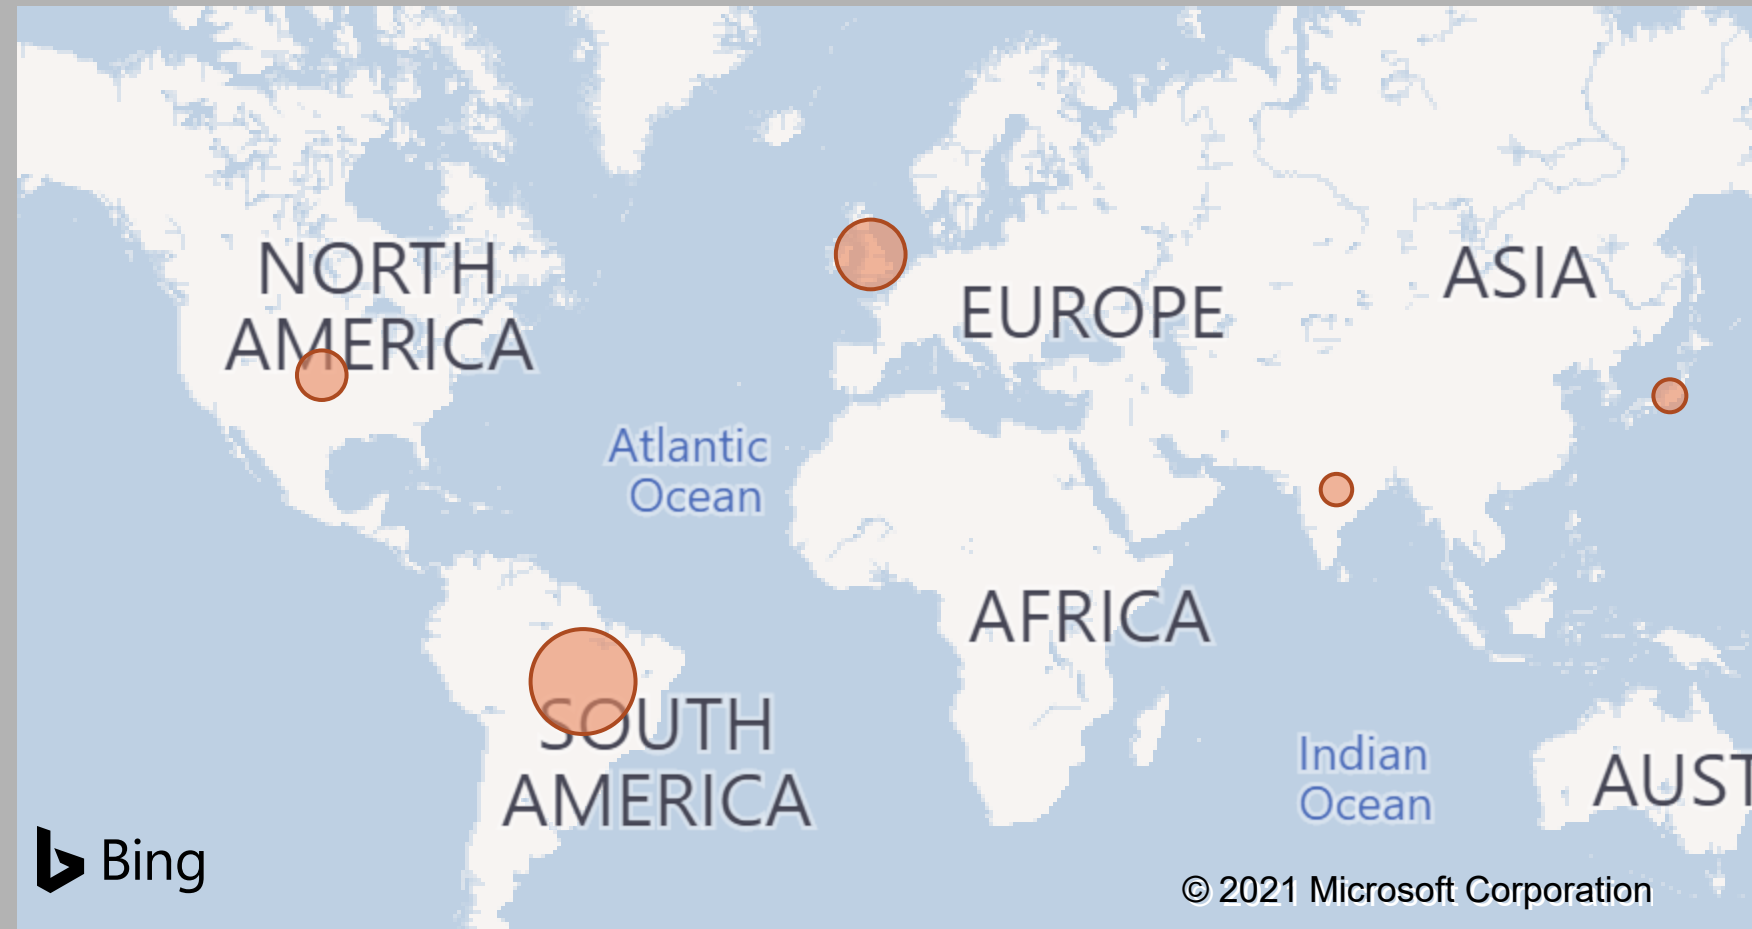 NORTH
AMERICA
EUROPE
ASIA
Atlantic
Ocean
AFRICA
SOUTH
AMERICA
Indian
Ocean
AUST
Bing
© 2021 Microsoft Corporation